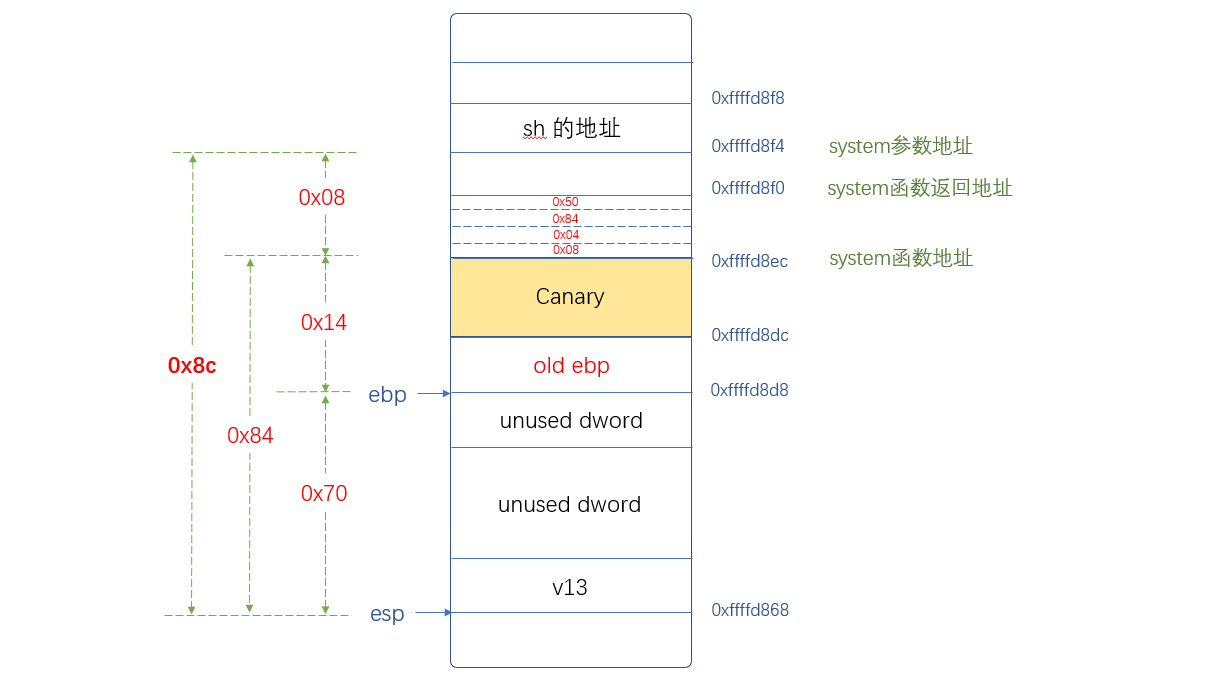 0xffffd8f8
sh 的地址
0xffffd8f4 system参数地址
0xffffd8f0 system函数返回地址
0x08
0x50
0x84
0x04
0x08
0xffffd8ec system函数地址
Canary
0x14
0xffffd8dc
0x8c
old ebp
ebp
0xffffd8d8
unused dword
0x84
0x70
unused dword
v13
esp
0xffffd868